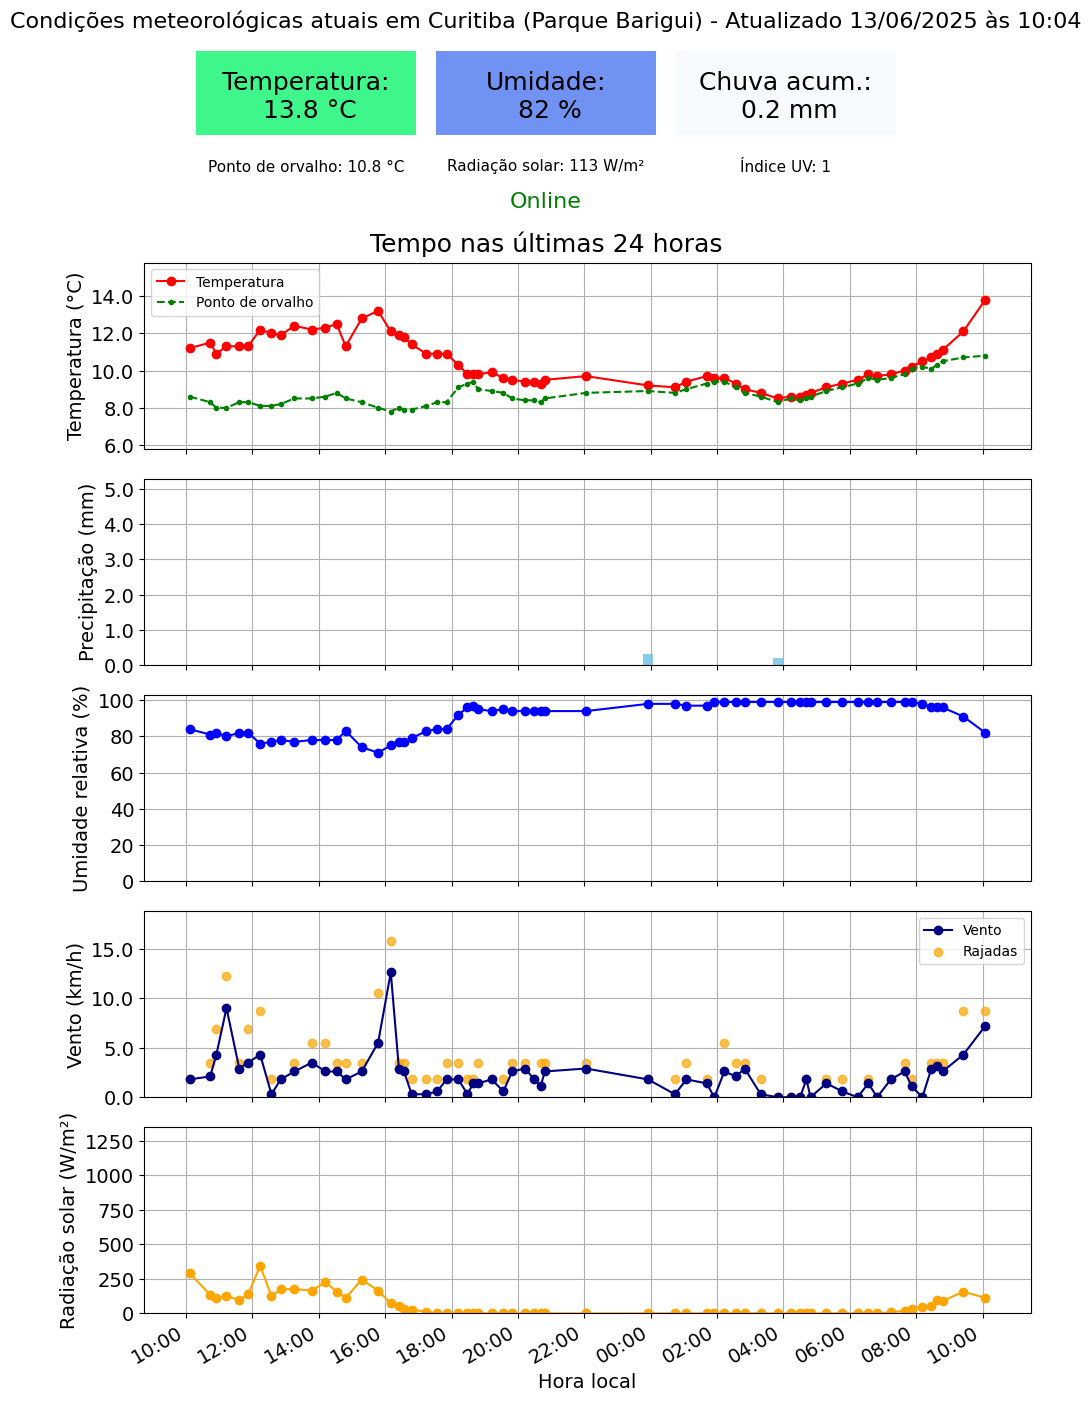 Condições meteorológicas atuais em Curitiba (Parque Barigui) - Atualizado 13/06/2025 às 10:04
Temperatura:
13.8 °C
Umidade:
82 %
Chuva acum.:
0.2 mm
Ponto de orvalho: 10.8 °C
Radiação solar: 113 W/m²
Índice UV: 1
Online
Tempo nas últimas 24 horas
Temperatura (°C)
14.0
12.0
10.0
8.0
6.0
Temperatura
Ponto de orvalho
Precipitação (mm)
5.0
4.0
3.0
2.0
1.0
0.0
Umidade relativa (%)
100
80
60
40
20
0
Vento (km/h)
15.0
10.0
5.0
0.0
Vento
Rajadas
Radiação solar (W/m²)
1250
1000
750
500
250
0
10:00
12:00
14:00
16:00
18:00
20:00
22:00
00:00
02:00
04:00
06:00
08:00
10:00
Hora local